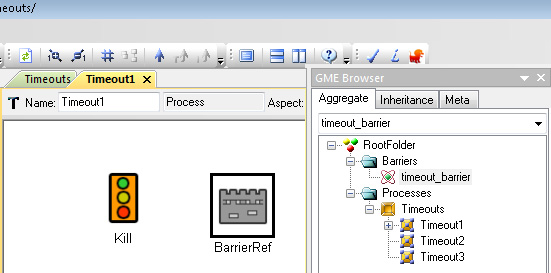 eouts/
Timeouts Timeout1
Name: Timeout1 Process Aspect:
Kill
BarrierRef
GME Browser
Aggregate Inheritance Meta
timeout_barrier
RootFolder
Barriers
timeout_barrier
Processes
Timeouts
Timeout1
Timeout2
Timeout3